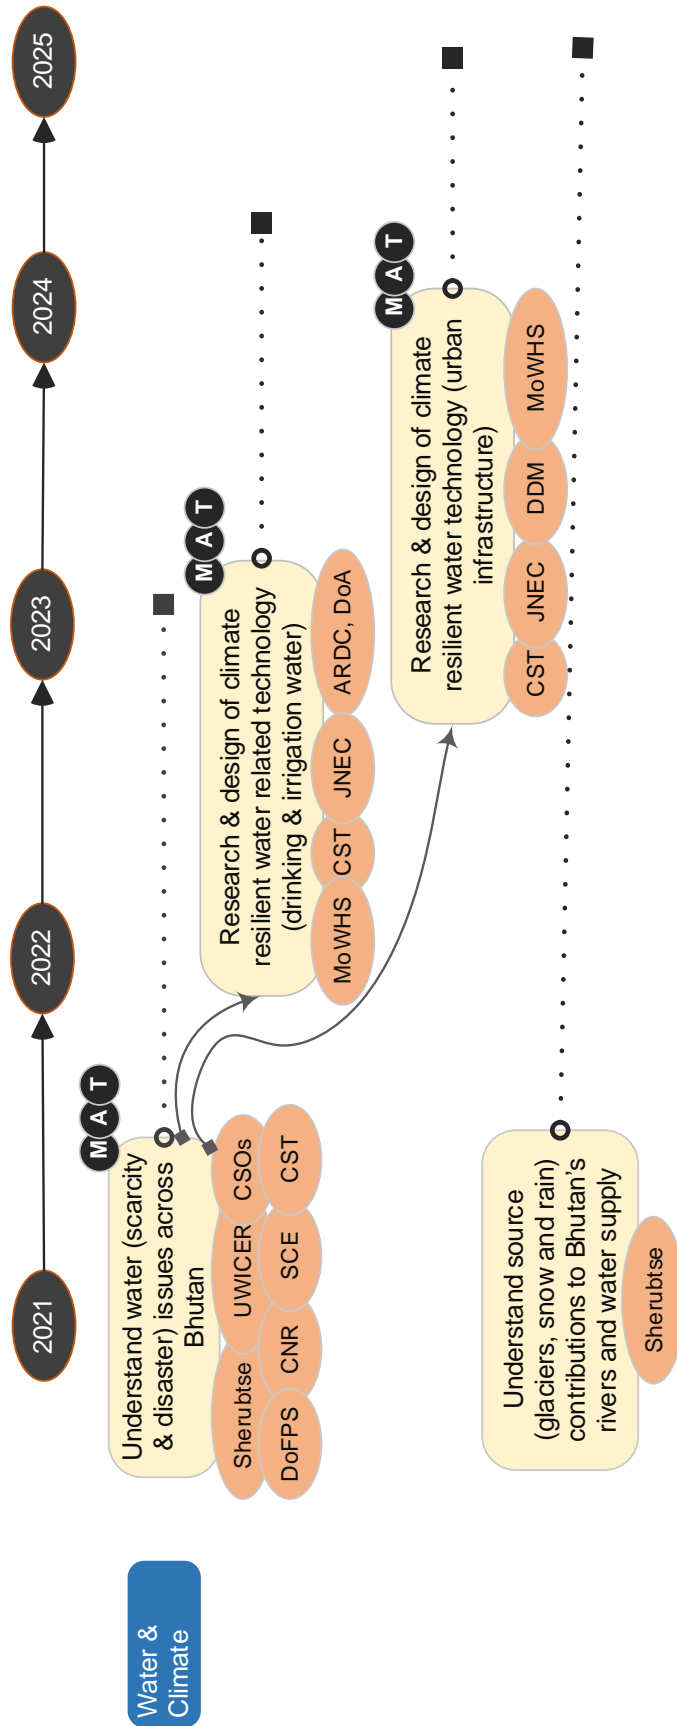 2021
2022
2023
2024
2025
Water &
Climate
Understand water (scarcity
& disaster) issues across
Bhutan
M A T
Sherubtse
UWICER
CSOs
DoFPS
CNR
SCE
CST
Research & design of climate
resilient water related technology
(drinking & irrigation water)
M A T
MoWHS
CST
JNEC
ARDC, DoA
Research & design of climate
resilient water technology (urban
infrastructure)
M A T
CST
JNEC
DDM
MoWHS
Understand source
(glaciers, snow and rain)
contributions to Bhutan's
rivers and water supply
Sherubtse